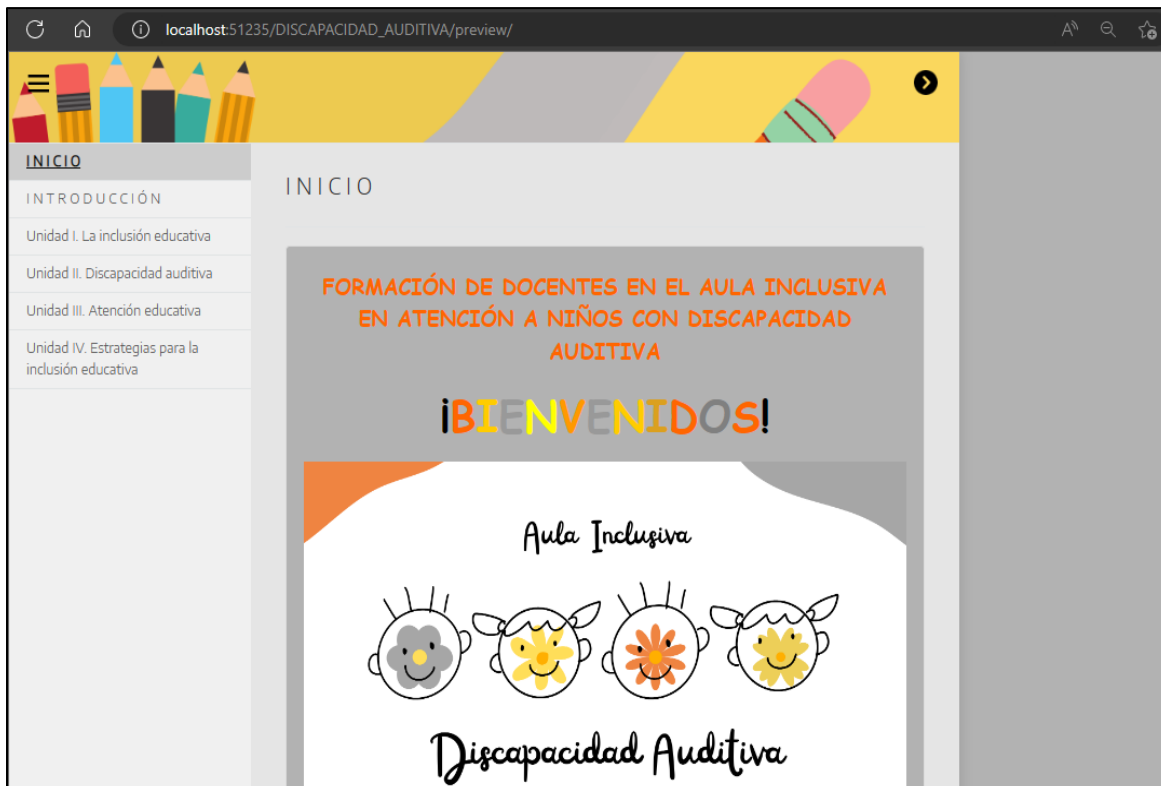 localhost:51235/DISCAPACIDAD_AUDITIVA/preview/
INICIO
INTRODUCCIÓN
Unidad I. La inclusión educativa
Unidad II. Discapacidad auditiva
Unidad III. Atención educativa
Unidad IV. Estrategias para la
inclusión educativa
INICIO
FORMACIÓN DE DOCENTES EN EL AULA INCLUSIVA
EN ATENCIÓN A NIÑOS CON DISCAPACIDAD
AUDITIVA
¡BIENVENIDOS!
Aula Inclusiva
Discapacidad Auditiva